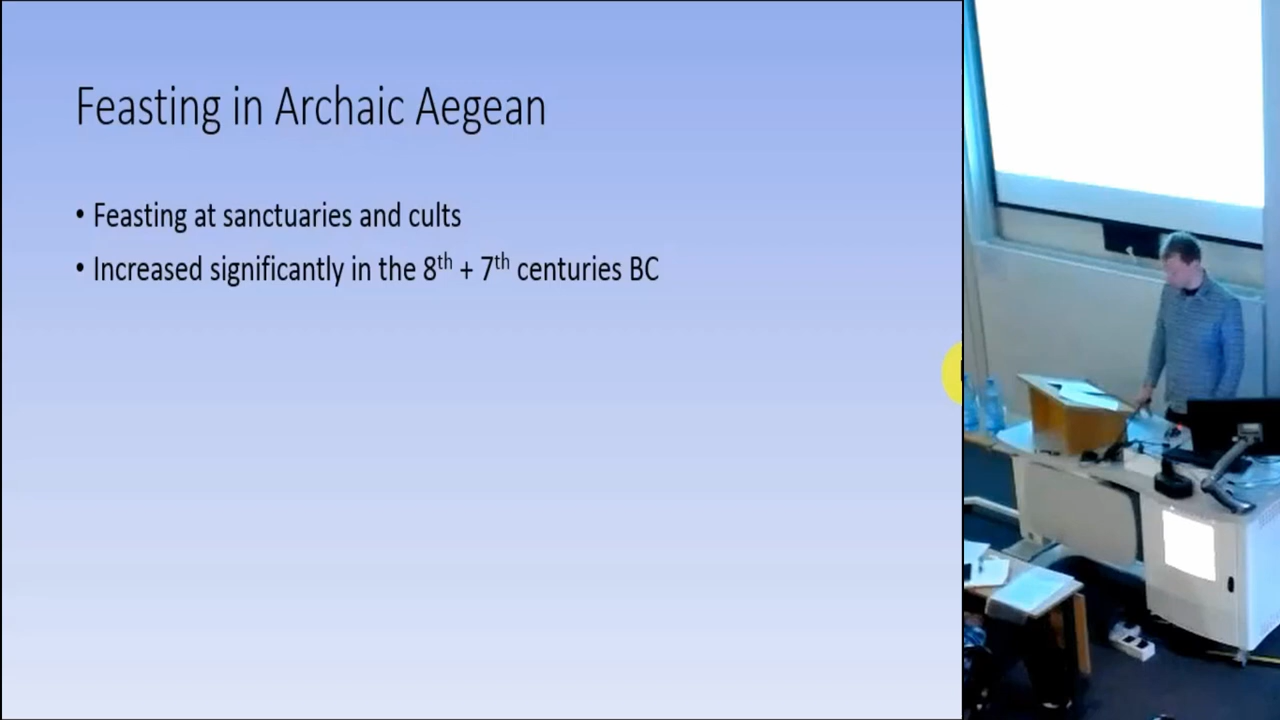 Feasting in Archaic Aegean
• Feasting at sanctuaries and cults
• Increased significantly in the 8th + 7th centuries BC